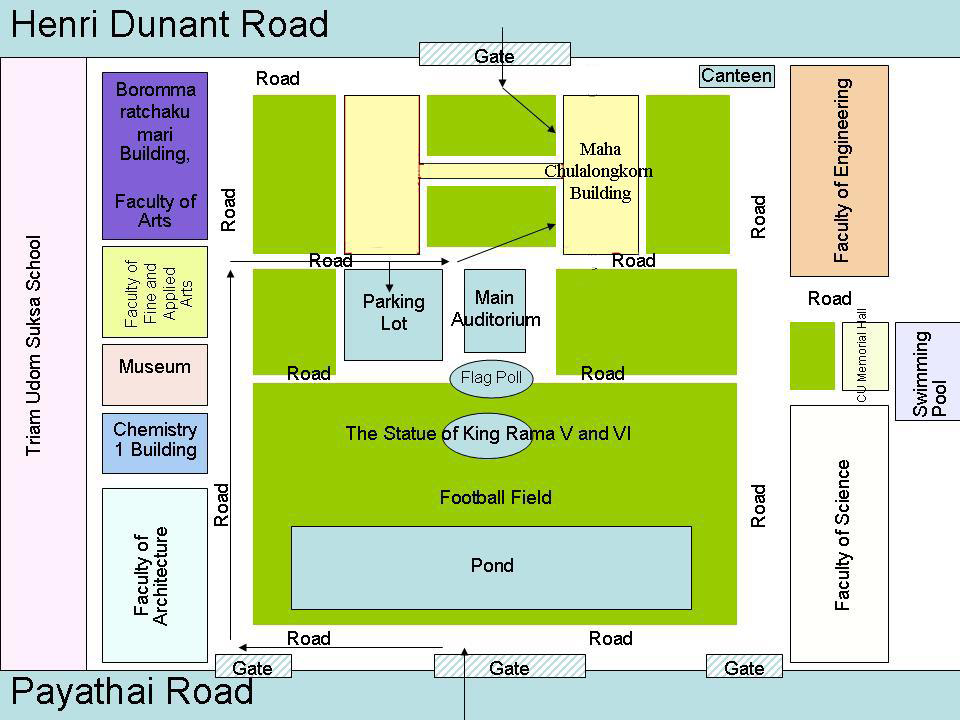 Henri Dunant Road
Gate
Road
Canteen
Boromma
ratchaku
mari
Building,
Faculty of
Arts
Maha
Chulalongkorn
Building
Faculty of Engineering
Road
Road
Triam Udom Suksa School
Faculty of
Fine and
Applied
Arts
Road
Road
Parking
Lot
Main
Auditorium
Road
CU Memorial Hall
Swimming
Pool
Museum
Road
Flag Poll
Road
Chemistry
1 Building
The Statue of King Rama V and VI
Football Field
Road
Road
Faculty of
Architecture
Pond
Faculty of Science
Road
Road
Gate
Gate
Gate
Payathai Road